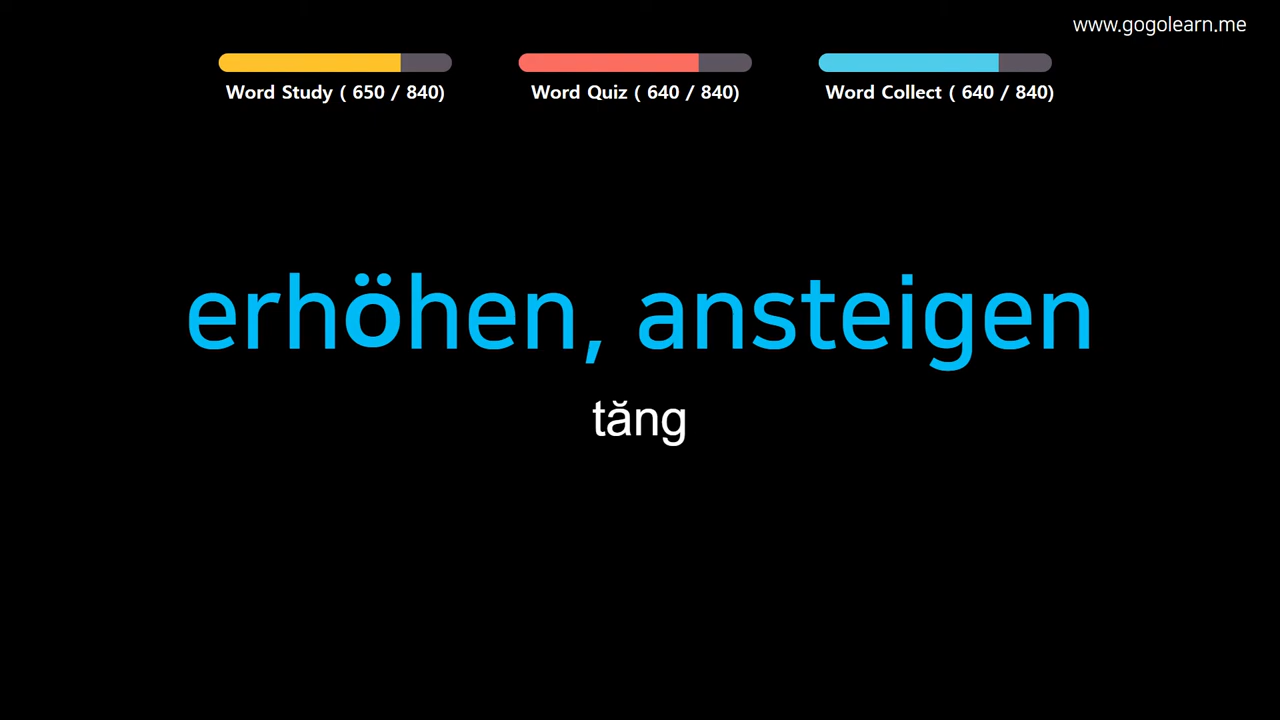 www.gogolearn.me
Word Study ( 650 / 840)
Word Quiz ( 640 / 840)
Word Collect ( 640 / 840)
erhöhen, ansteigen
tăng